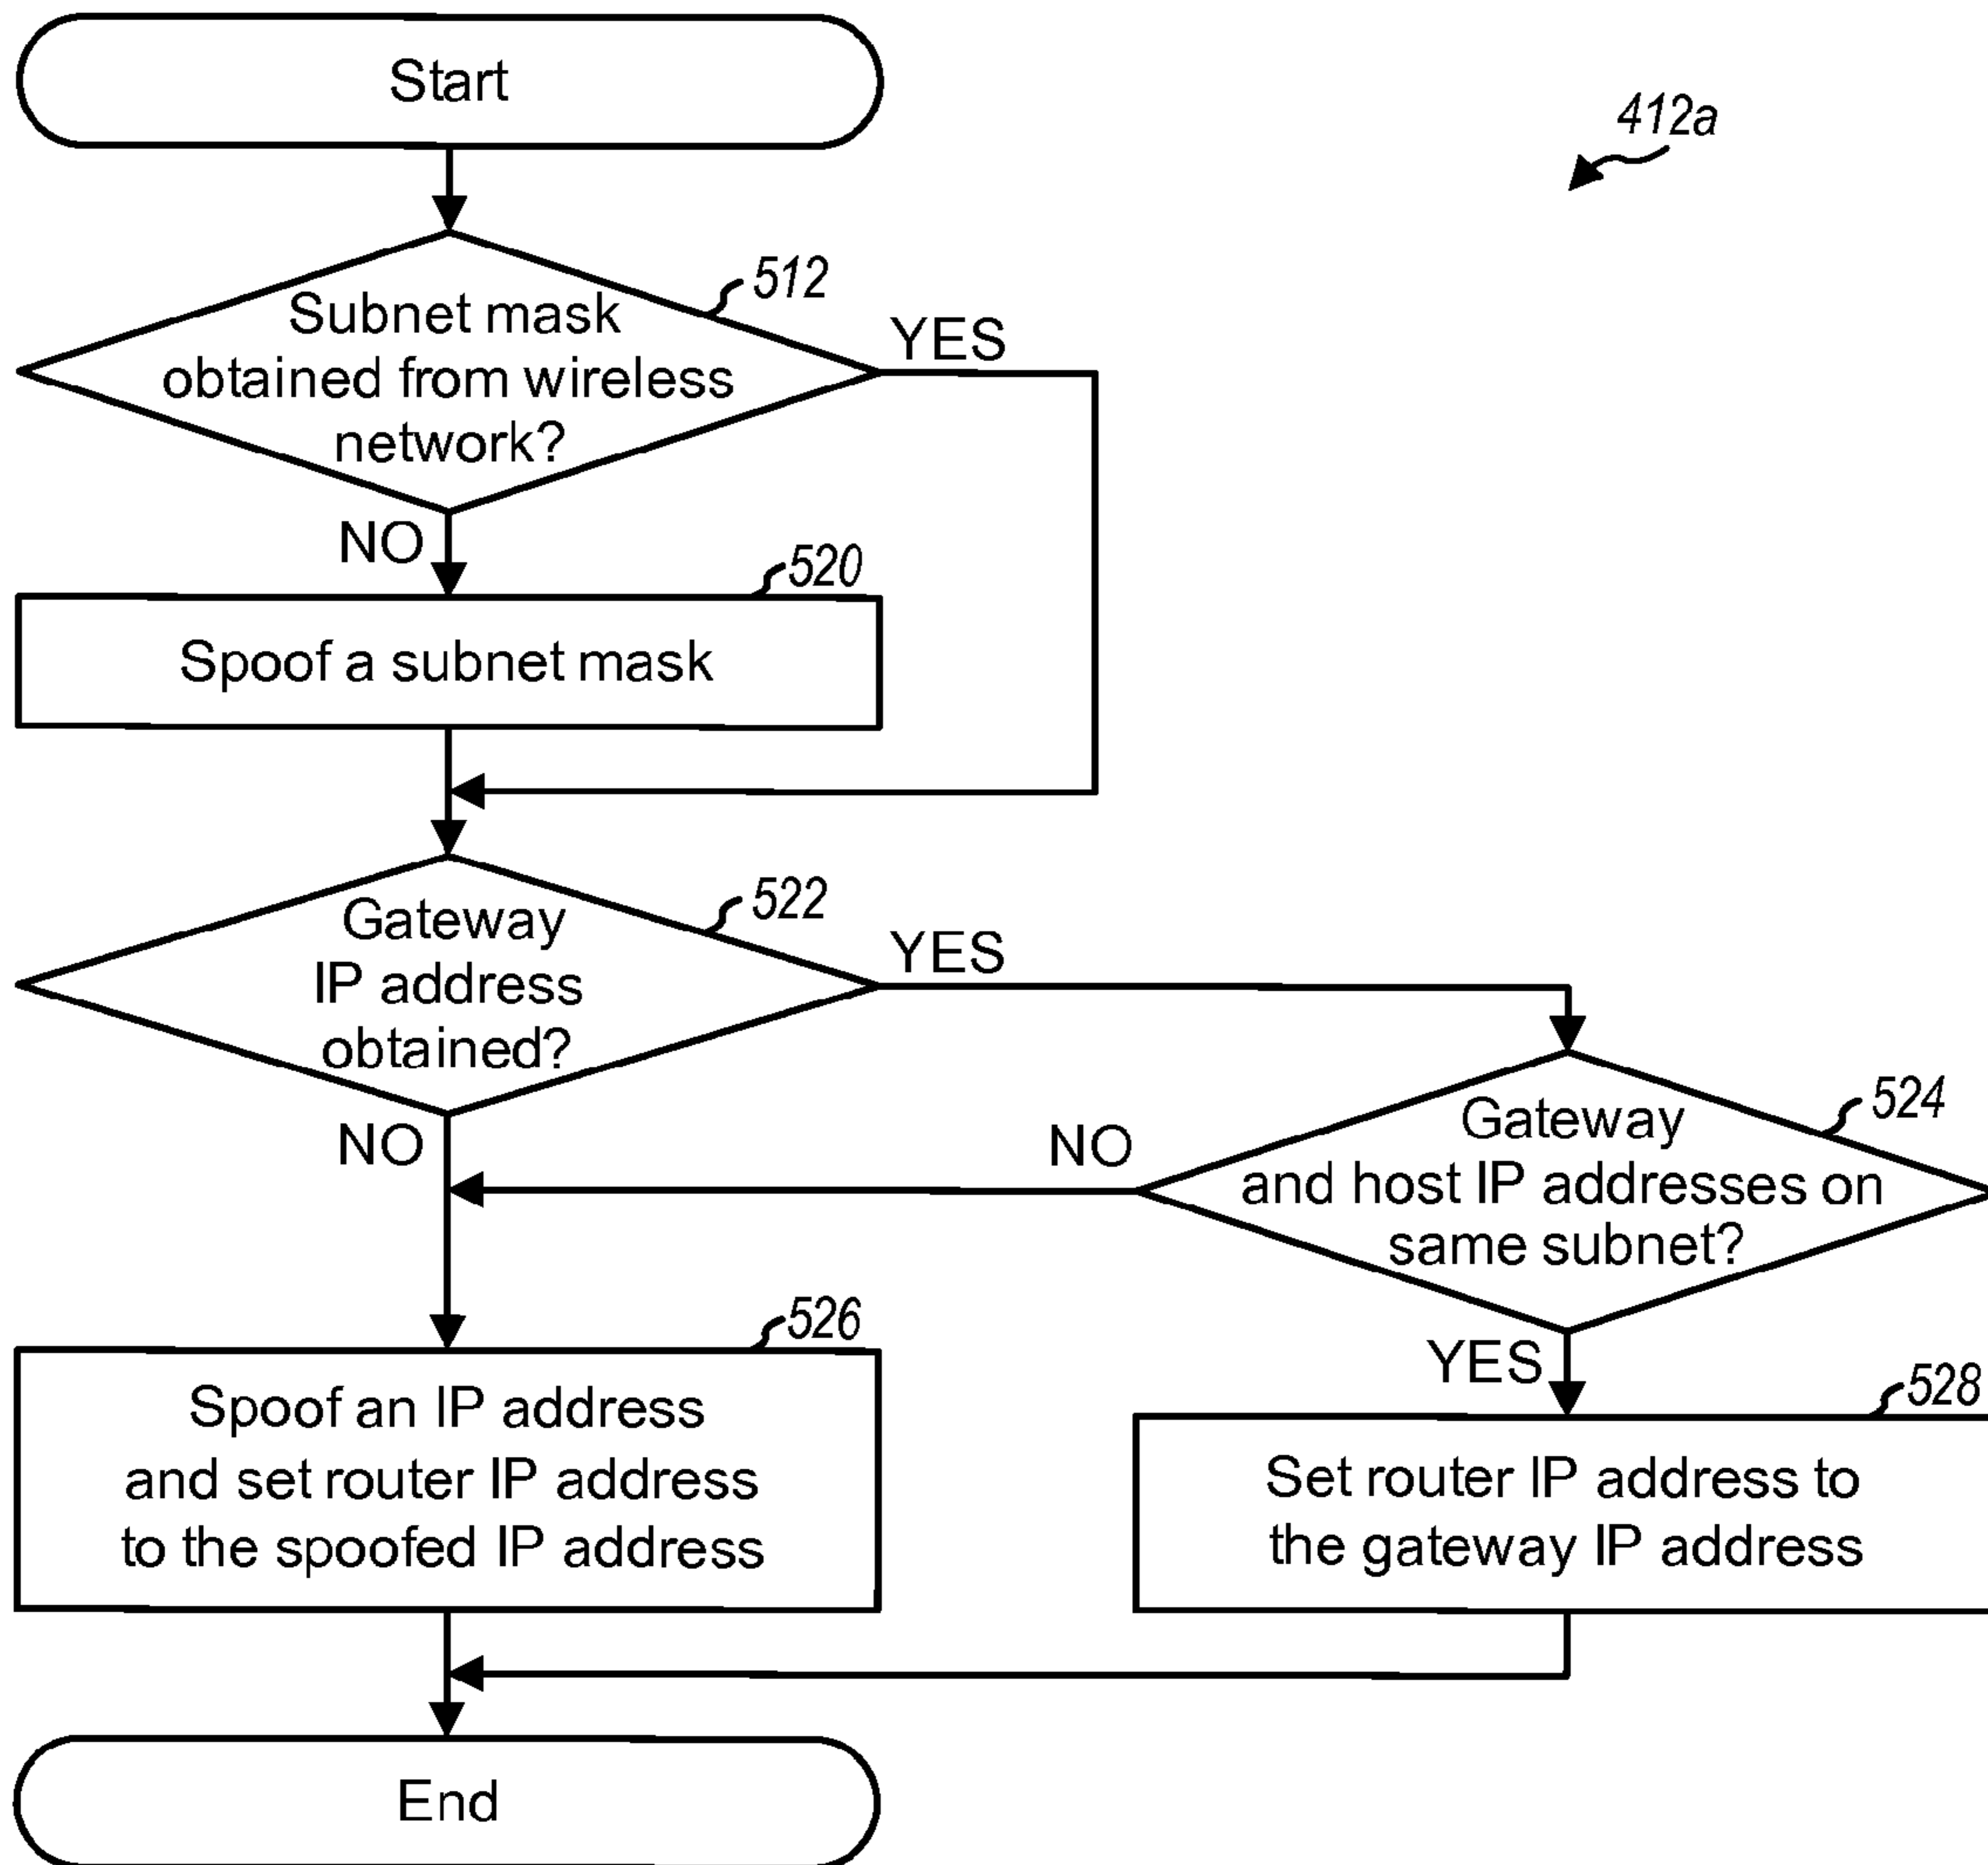 Start
412a
512
Subnet mask
obtained from wireless
network?
YES
NO
520
Spoof a subnet mask
522
Gateway
IP address
obtained?
YES
NO
524
Gateway
and host IP addresses on
same subnet?
NO
YES
526
Spoof an IP address
and set router IP address
to the spoofed IP address
528
Set router IP address to
the gateway IP address
End